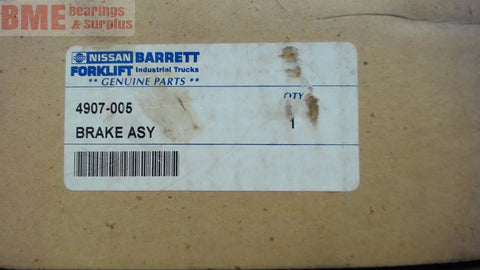 BME Bearings
& Surplus
NISSAN BARRETT
FORKLIFT Industrial Trucks
** GENUINE PARTS **
4907-005
QTY
BRAKE ASY
1